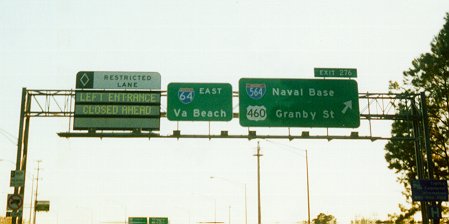 RESTRICTED
LANE
LEFT ENTRANCE
CLOSED AHEAD
64 EAST
Va Beach
EXIT 276
564 Naval Base
460 Granby St